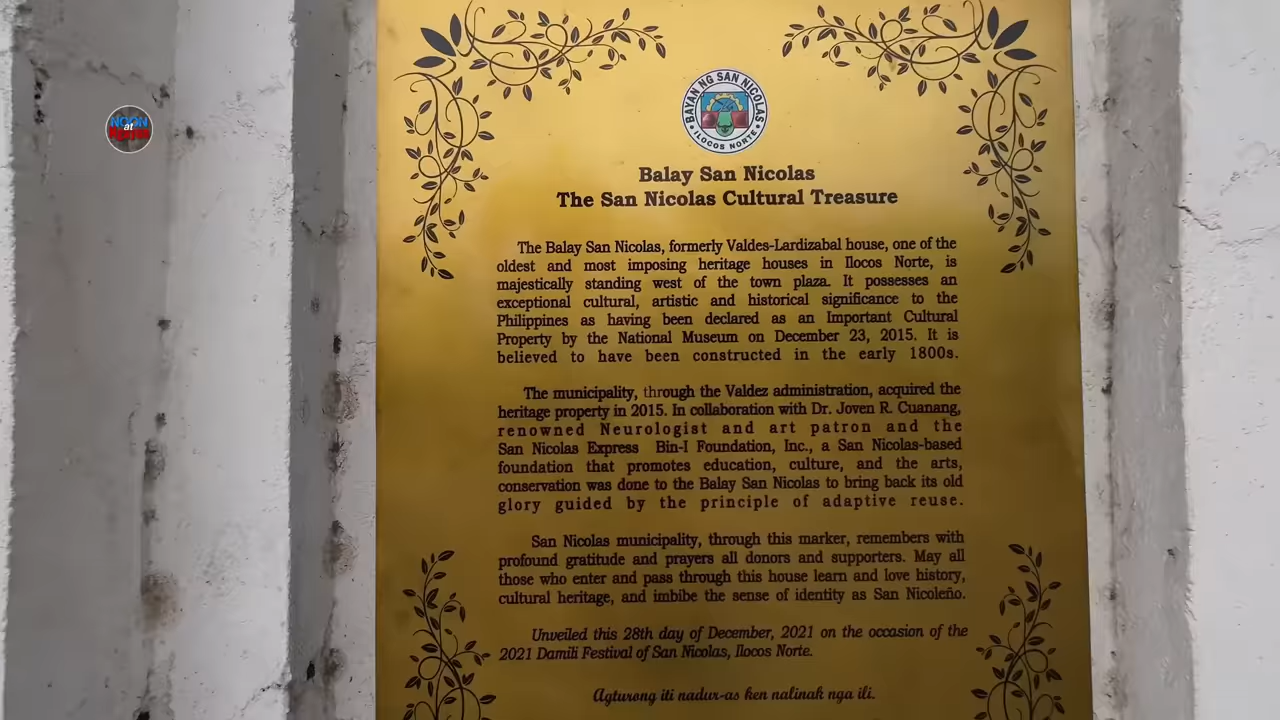 NOON at NGAYON
BAYAN NG SAN NICOLAS
ILOCOS NORTE
Balay San Nicolas
The San Nicolas Cultural Treasure
The Balay San Nicolas, formerly Valdes-Lardizabal house, one of the
oldest and most imposing heritage houses in Ilocos Norte, is
majestically standing west of the town plaza. It possesses an
exceptional cultural, artistic and historical significance to the
Philippines as having been declared as an Important Cultural
Property by the National Museum on December 23, 2015. It is
believed to have been constructed in the early 1800s.
The municipality, through the Valdez administration, acquired the
heritage property in 2015. In collaboration with Dr. Joven R. Cuanang,
renowned Neurologist and art patron and the
San Nicolas Express Bin-I Foundation, Inc., a San Nicolas-based
foundation that promotes education, culture, and the arts,
conservation was done to the Balay San Nicolas to bring back its old
glory guided by the principle of adaptive reuse.
San Nicolas municipality, through this marker, remembers with
profound gratitude and prayers all donors and supporters. May all
those who enter and pass through this house learn and love history,
cultural heritage, and imbibe the sense of identity as San Nicoleño.
Unveiled this 28th day of December, 2021 on the occasion of the
2021 Damili Festival of San Nicolas, Ilocos Norte.
Agturong iti nadur-as ken nalinak nga ili.